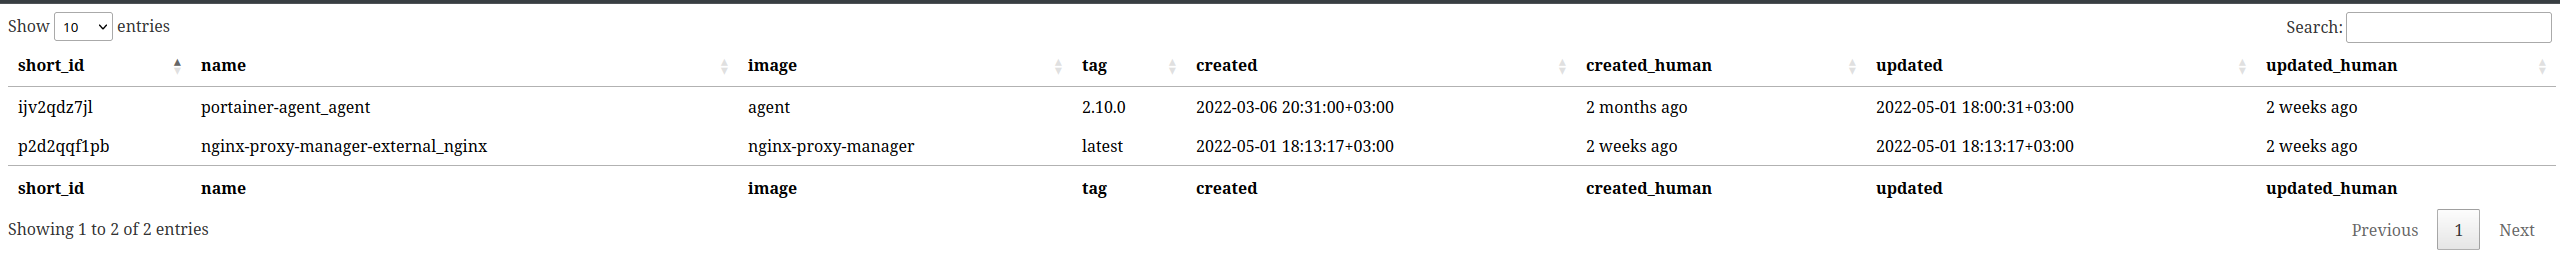 Show 10 entries Search:
short_id name image tag created created_human updated updated_human
ijv2qdz7jl portainer-agent_agent agent 2.10.0 2022-03-06 20:31:00+03:00 2 months ago 2022-05-01 18:00:31+03:00 2 weeks ago
p2d2qqf1pb nginx-proxy-manager-external_nginx nginx-proxy-manager latest 2022-05-01 18:13:17+03:00 2 weeks ago 2022-05-01 18:13:17+03:00 2 weeks ago
short_id name image tag created created_human updated updated_human
Showing 1 to 2 of 2 entries Previous 1 Next